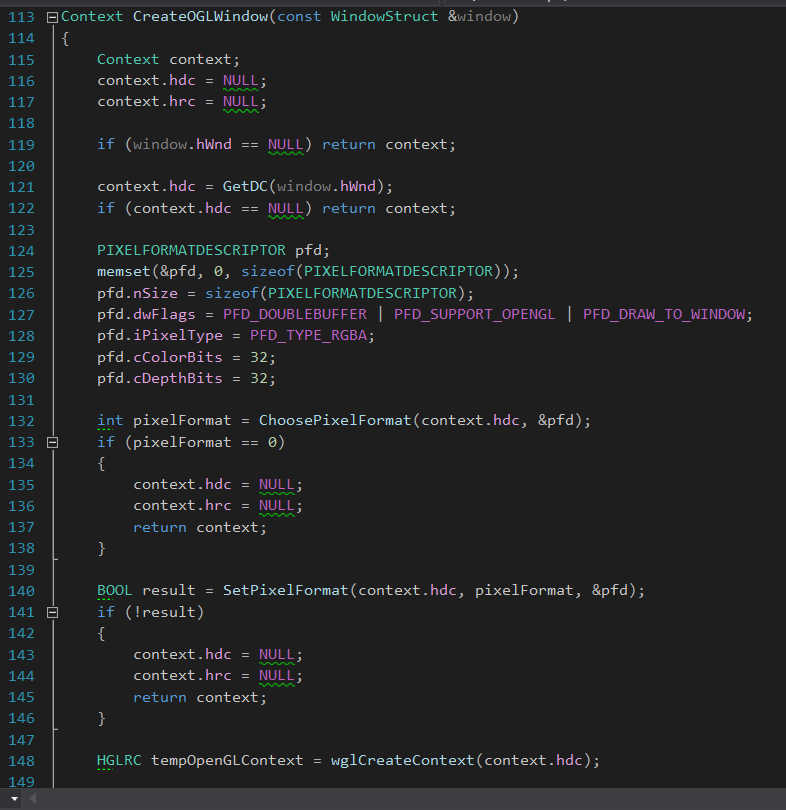 113 Context CreateOGLWindow(const WindowStruct &window)
114 {
115 Context context;
116 context.hdc = NULL;
117 context.hrc = NULL;
118
119 if (window.hWnd == NULL) return context;
120
121 context.hdc = GetDC(window.hWnd);
122 if (context.hdc == NULL) return context;
123
124 PIXELFORMATDESCRIPTOR pfd;
125 memset(&pfd, 0, sizeof(PIXELFORMATDESCRIPTOR));
126 pfd.nSize = sizeof(PIXELFORMATDESCRIPTOR);
127 pfd.dwFlags = PFD_DOUBLEBUFFER | PFD_SUPPORT_OPENGL | PFD_DRAW_TO_WINDOW;
128 pfd.iPixelType = PFD_TYPE_RGBA;
129 pfd.cColorBits = 32;
130 pfd.cDepthBits = 32;
131
132 int pixelFormat = ChoosePixelFormat(context.hdc, &pfd);
133 if (pixelFormat == 0)
134 {
135 context.hdc = NULL;
136 context.hrc = NULL;
137 return context;
138 }
139
140 BOOL result = SetPixelFormat(context.hdc, pixelFormat, &pfd);
141 if (!result)
142 {
143 context.hdc = NULL;
144 context.hrc = NULL;
145 return context;
146 }
147
148 HGLRC tempOpenGLContext = wglCreateContext(context.hdc);
149